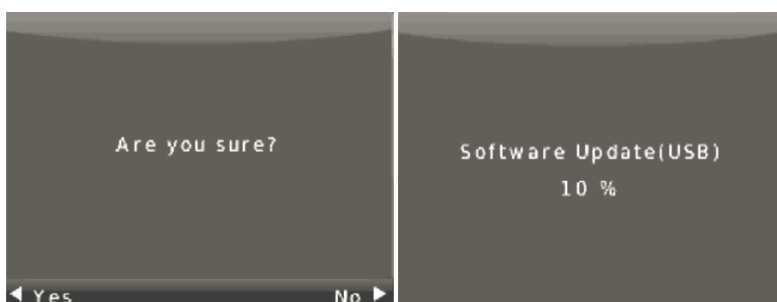 Are you sure?
◀ Yes No ▶
Software Update(USB)
10 %